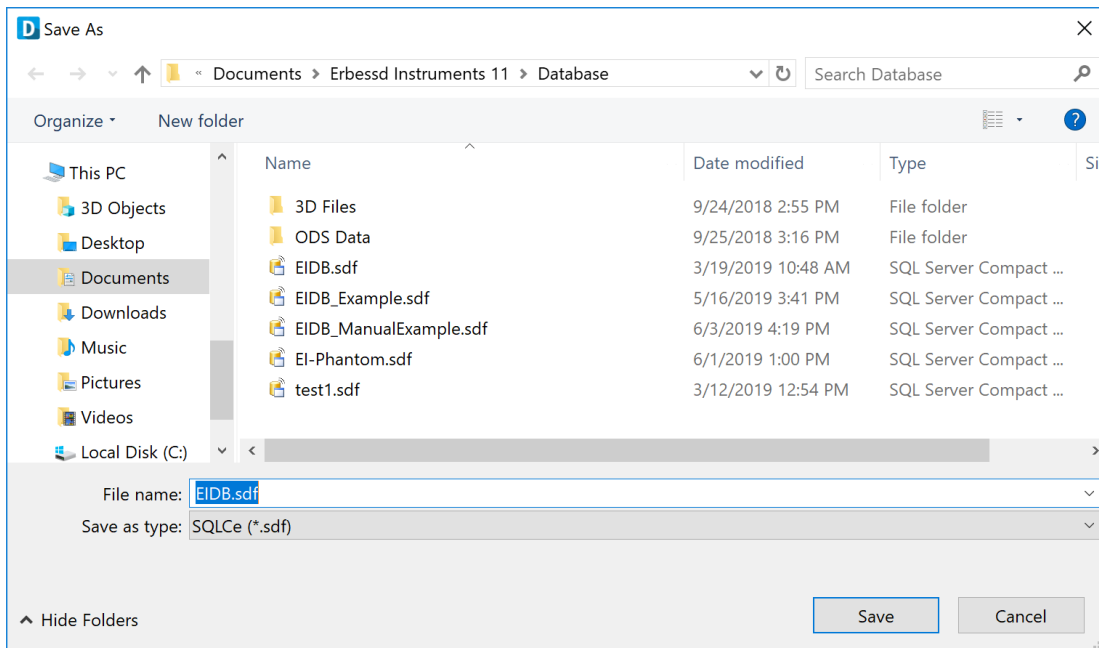 D Save As
« Documents > Erbessd Instruments 11 > Database
Search Database
Organize
New folder
?
Name
Date modified
Type
Si
This PC
3D Objects
Desktop
Documents
Downloads
Music
Pictures
Videos
Local Disk (C:)
3D Files 9/24/2018 2:55 PM File folder
ODS Data 9/25/2018 3:16 PM File folder
EIDB.sdf 3/19/2019 10:48 AM SQL Server Compact ...
EIDB_Example.sdf 5/16/2019 3:41 PM SQL Server Compact ...
EIDB_ManualExample.sdf 6/3/2019 4:19 PM SQL Server Compact ...
EI-Phantom.sdf 6/1/2019 1:00 PM SQL Server Compact ...
test1.sdf 3/12/2019 12:54 PM SQL Server Compact ...
File name: EIDB.sdf
Save as type: SQLCe (*.sdf)
Hide Folders
Save
Cancel